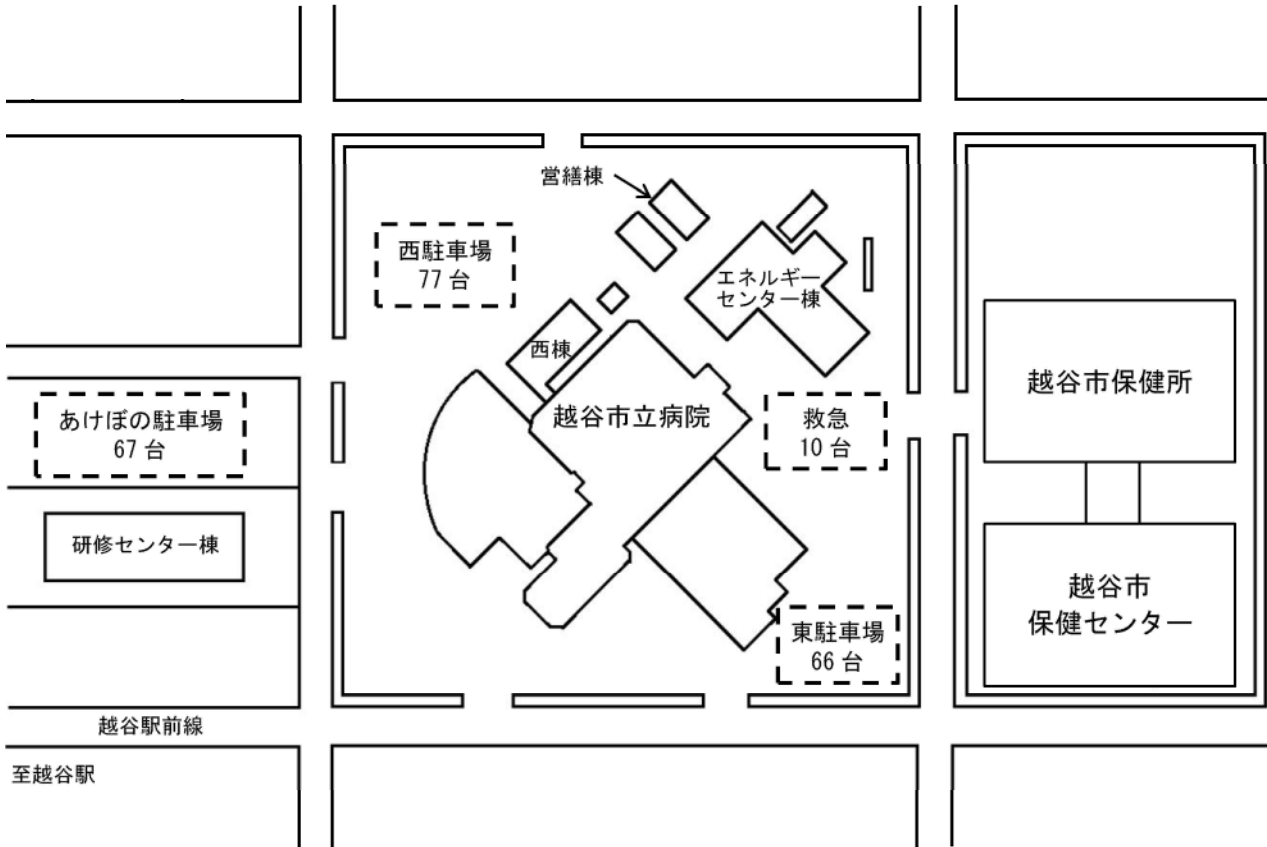 営繕棟
西駐車場
77 台
エネルギー
センター棟
西棟
越谷市保健所
あけぼの駐車場
67 台
越谷市立病院
救急
10 台
研修センター棟
越谷市
保健センター
東駐車場
66 台
越谷駅前線
至越谷駅